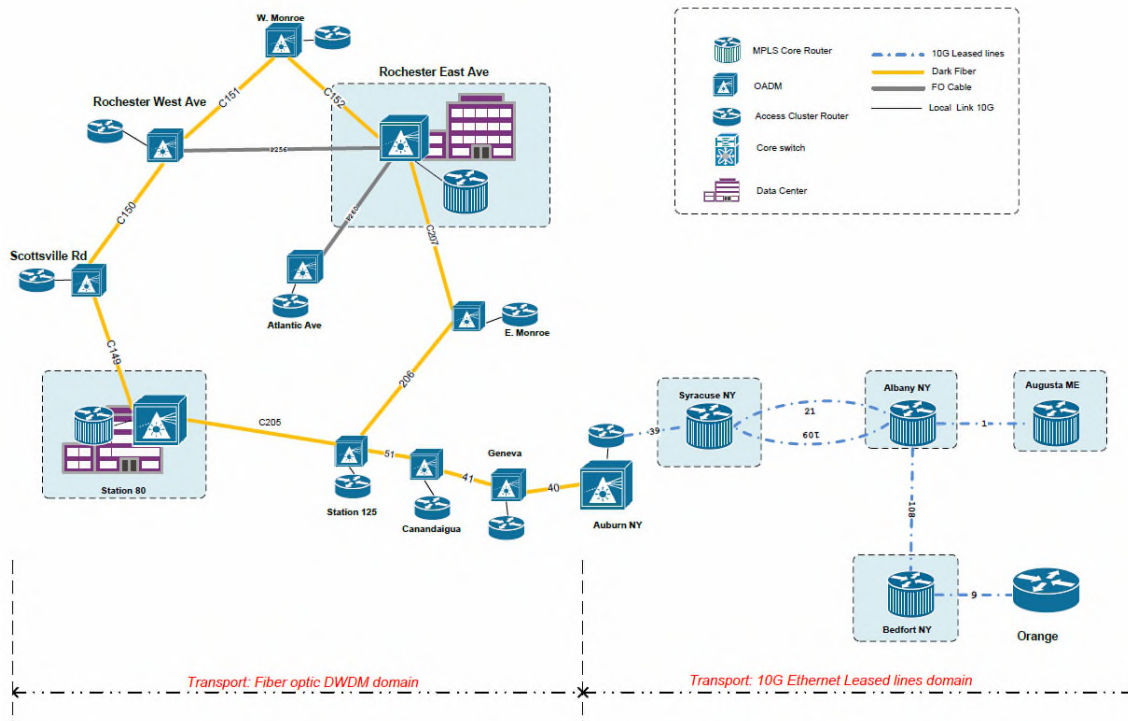 W. Monroe
Rochester East Ave
Rochester West Ave
C151
C152
P256
C150
C207
Scottsville Rd
Atlantic Ave
E. Monroe
C149
206
C205
Station 80
51
Station 125
41
Canandaigua
Geneva
40
Auburn NY
39
Syracuse NY
21
109
Albany NY
1
Augusta ME
108
Bedfort NY
9
Orange
MPLS Core Router
OADM
Access Cluster Router
Core switch
Data Center
10G Leased lines
Dark Fiber
FO Cable
Local Link 10G
Transport: Fiber optic DWDM domain
Transport: 10G Ethernet Leased lines domain